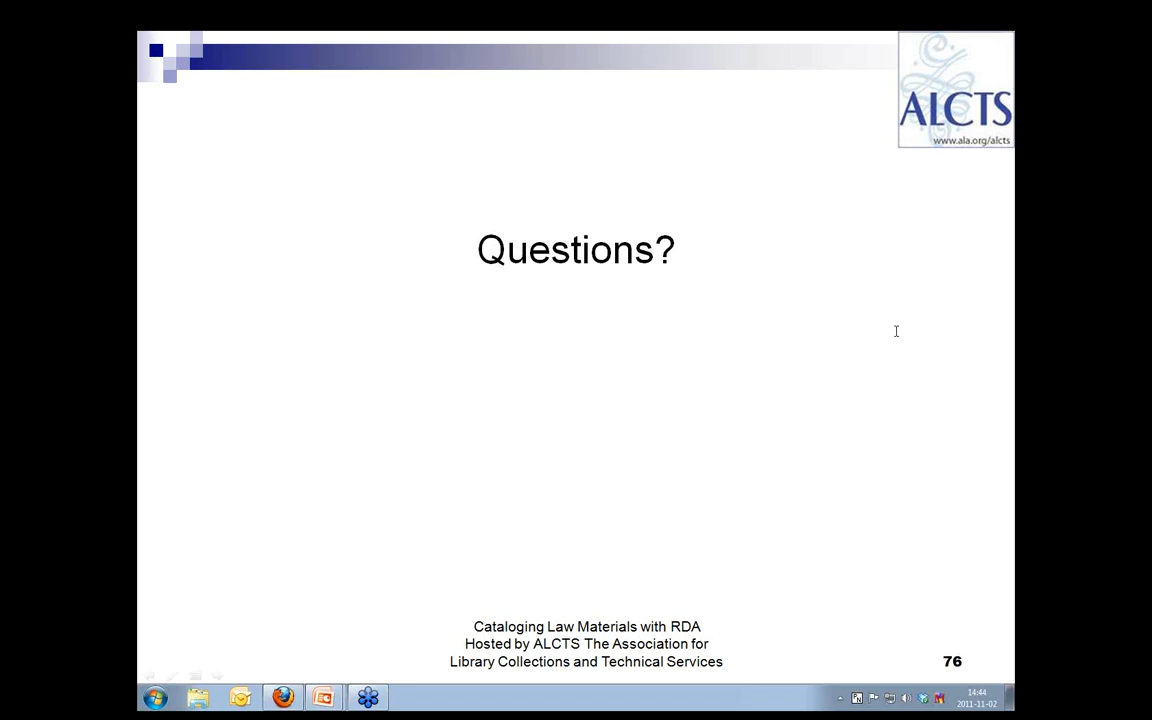 ALCTS
www.ala.org/alcts
Questions?
Cataloging Law Materials with RDA
Hosted by ALCTS The Association for
Library Collections and Technical Services
76
14:44
2011-11-02